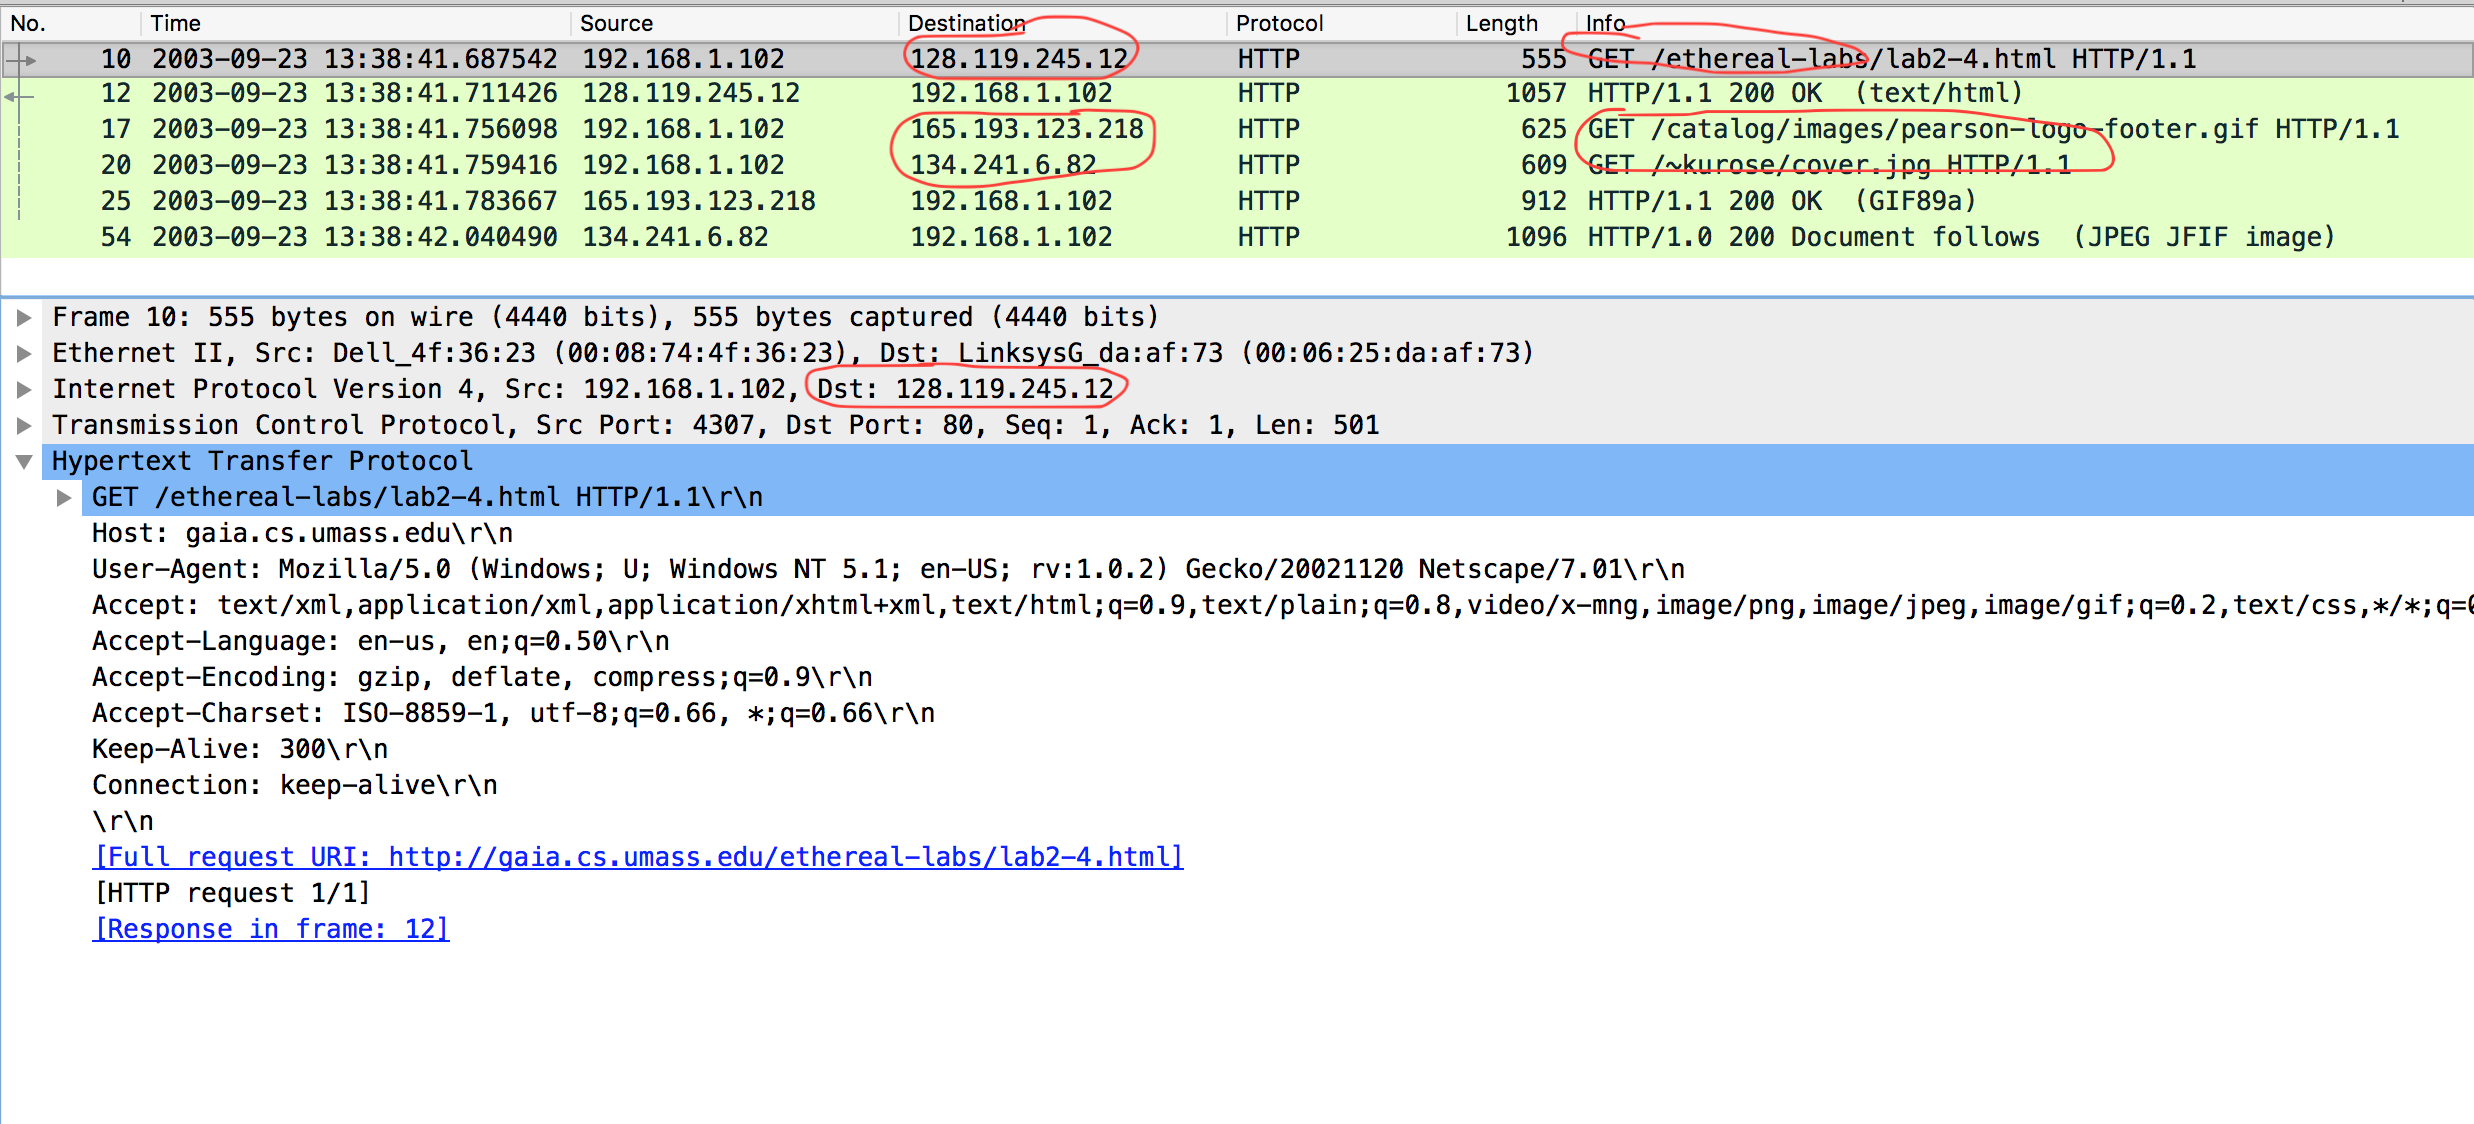 No. Time Source Destination Protocol Length Info
10 2003-09-23 13:38:41.687542 192.168.1.102 128.119.245.12 HTTP 555 GET /ethereal-labs/lab2-4.html HTTP/1.1
12 2003-09-23 13:38:41.711426 128.119.245.12 192.168.1.102 HTTP 1057 HTTP/1.1 200 OK (text/html)
17 2003-09-23 13:38:41.756098 192.168.1.102 165.193.123.218 HTTP 625 GET /catalog/images/pearson-logo-footer.gif HTTP/1.1
20 2003-09-23 13:38:41.759416 192.168.1.102 134.241.6.82 HTTP 609 GET /~kurose/cover.jpg HTTP/1.1
25 2003-09-23 13:38:41.783667 165.193.123.218 192.168.1.102 HTTP 912 HTTP/1.1 200 OK (GIF89a)
54 2003-09-23 13:38:42.040490 134.241.6.82 192.168.1.102 HTTP 1096 HTTP/1.0 200 Document follows (JPEG JFIF image)
Frame 10: 555 bytes on wire (4440 bits), 555 bytes captured (4440 bits)
Ethernet II, Src: Dell_4f:36:23 (00:08:74:4f:36:23), Dst: LinksysG_da:af:73 (00:06:25:da:af:73)
Internet Protocol Version 4, Src: 192.168.1.102, Dst: 128.119.245.12
Transmission Control Protocol, Src Port: 4307, Dst Port: 80, Seq: 1, Ack: 1, Len: 501
Hypertext Transfer Protocol
GET /ethereal-labs/lab2-4.html HTTP/1.1\r\n
Host: gaia.cs.umass.edu\r\n
User-Agent: Mozilla/5.0 (Windows; U; Windows NT 5.1; en-US; rv:1.0.2) Gecko/20021120 Netscape/7.01\r\n
Accept: text/xml,application/xml,application/xhtml+xml,text/html;q=0.9,text/plain;q=0.8,video/x-mng,image/png,image/jpeg,image/gif;q=0.2,text/css,*/*;q=0
Accept-Language: en-us, en;q=0.50\r\n
Accept-Encoding: gzip, deflate, compress;q=0.9\r\n
Accept-Charset: ISO-8859-1, utf-8;q=0.66, *;q=0.66\r\n
Keep-Alive: 300\r\n
Connection: keep-alive\r\n
\r\n
[Full request URI: http://gaia.cs.umass.edu/ethereal-labs/lab2-4.html]
[HTTP request 1/1]
[Response in frame: 12]